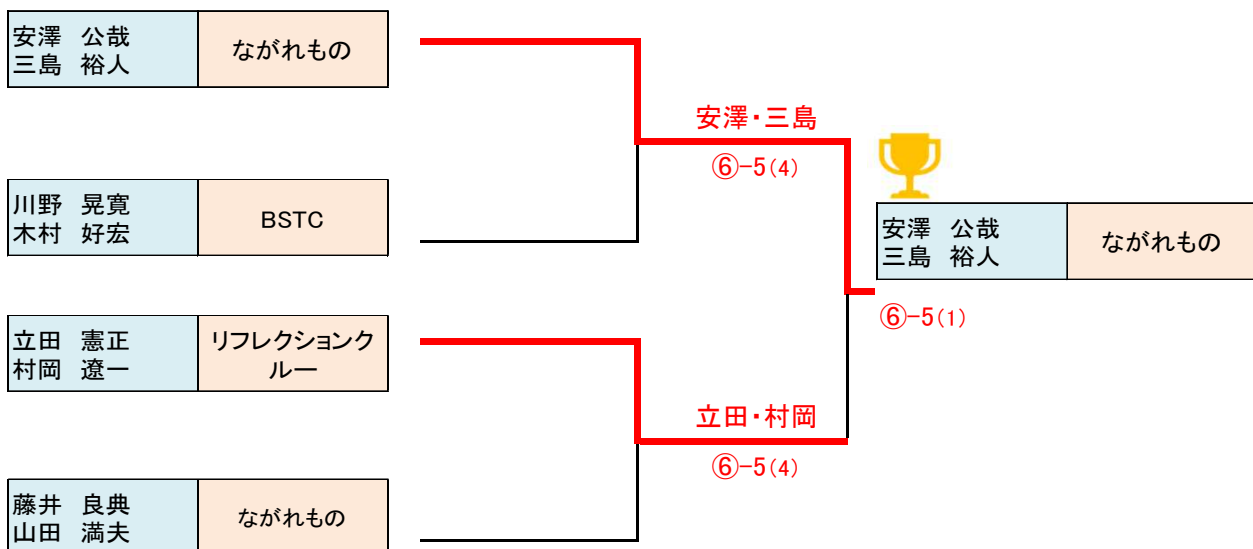 安澤 公哉
三島 裕人
ながれもの
川野 晃寛
木村 好宏
BSTC
立田 憲正
村岡 遼一
リフレクションク
ルー
藤井 良典
山田 満夫
ながれもの
安澤・三島
⑥-5(4)
立田・村岡
⑥-5(4)
安澤 公哉
三島 裕人
ながれもの
⑥-5(1)